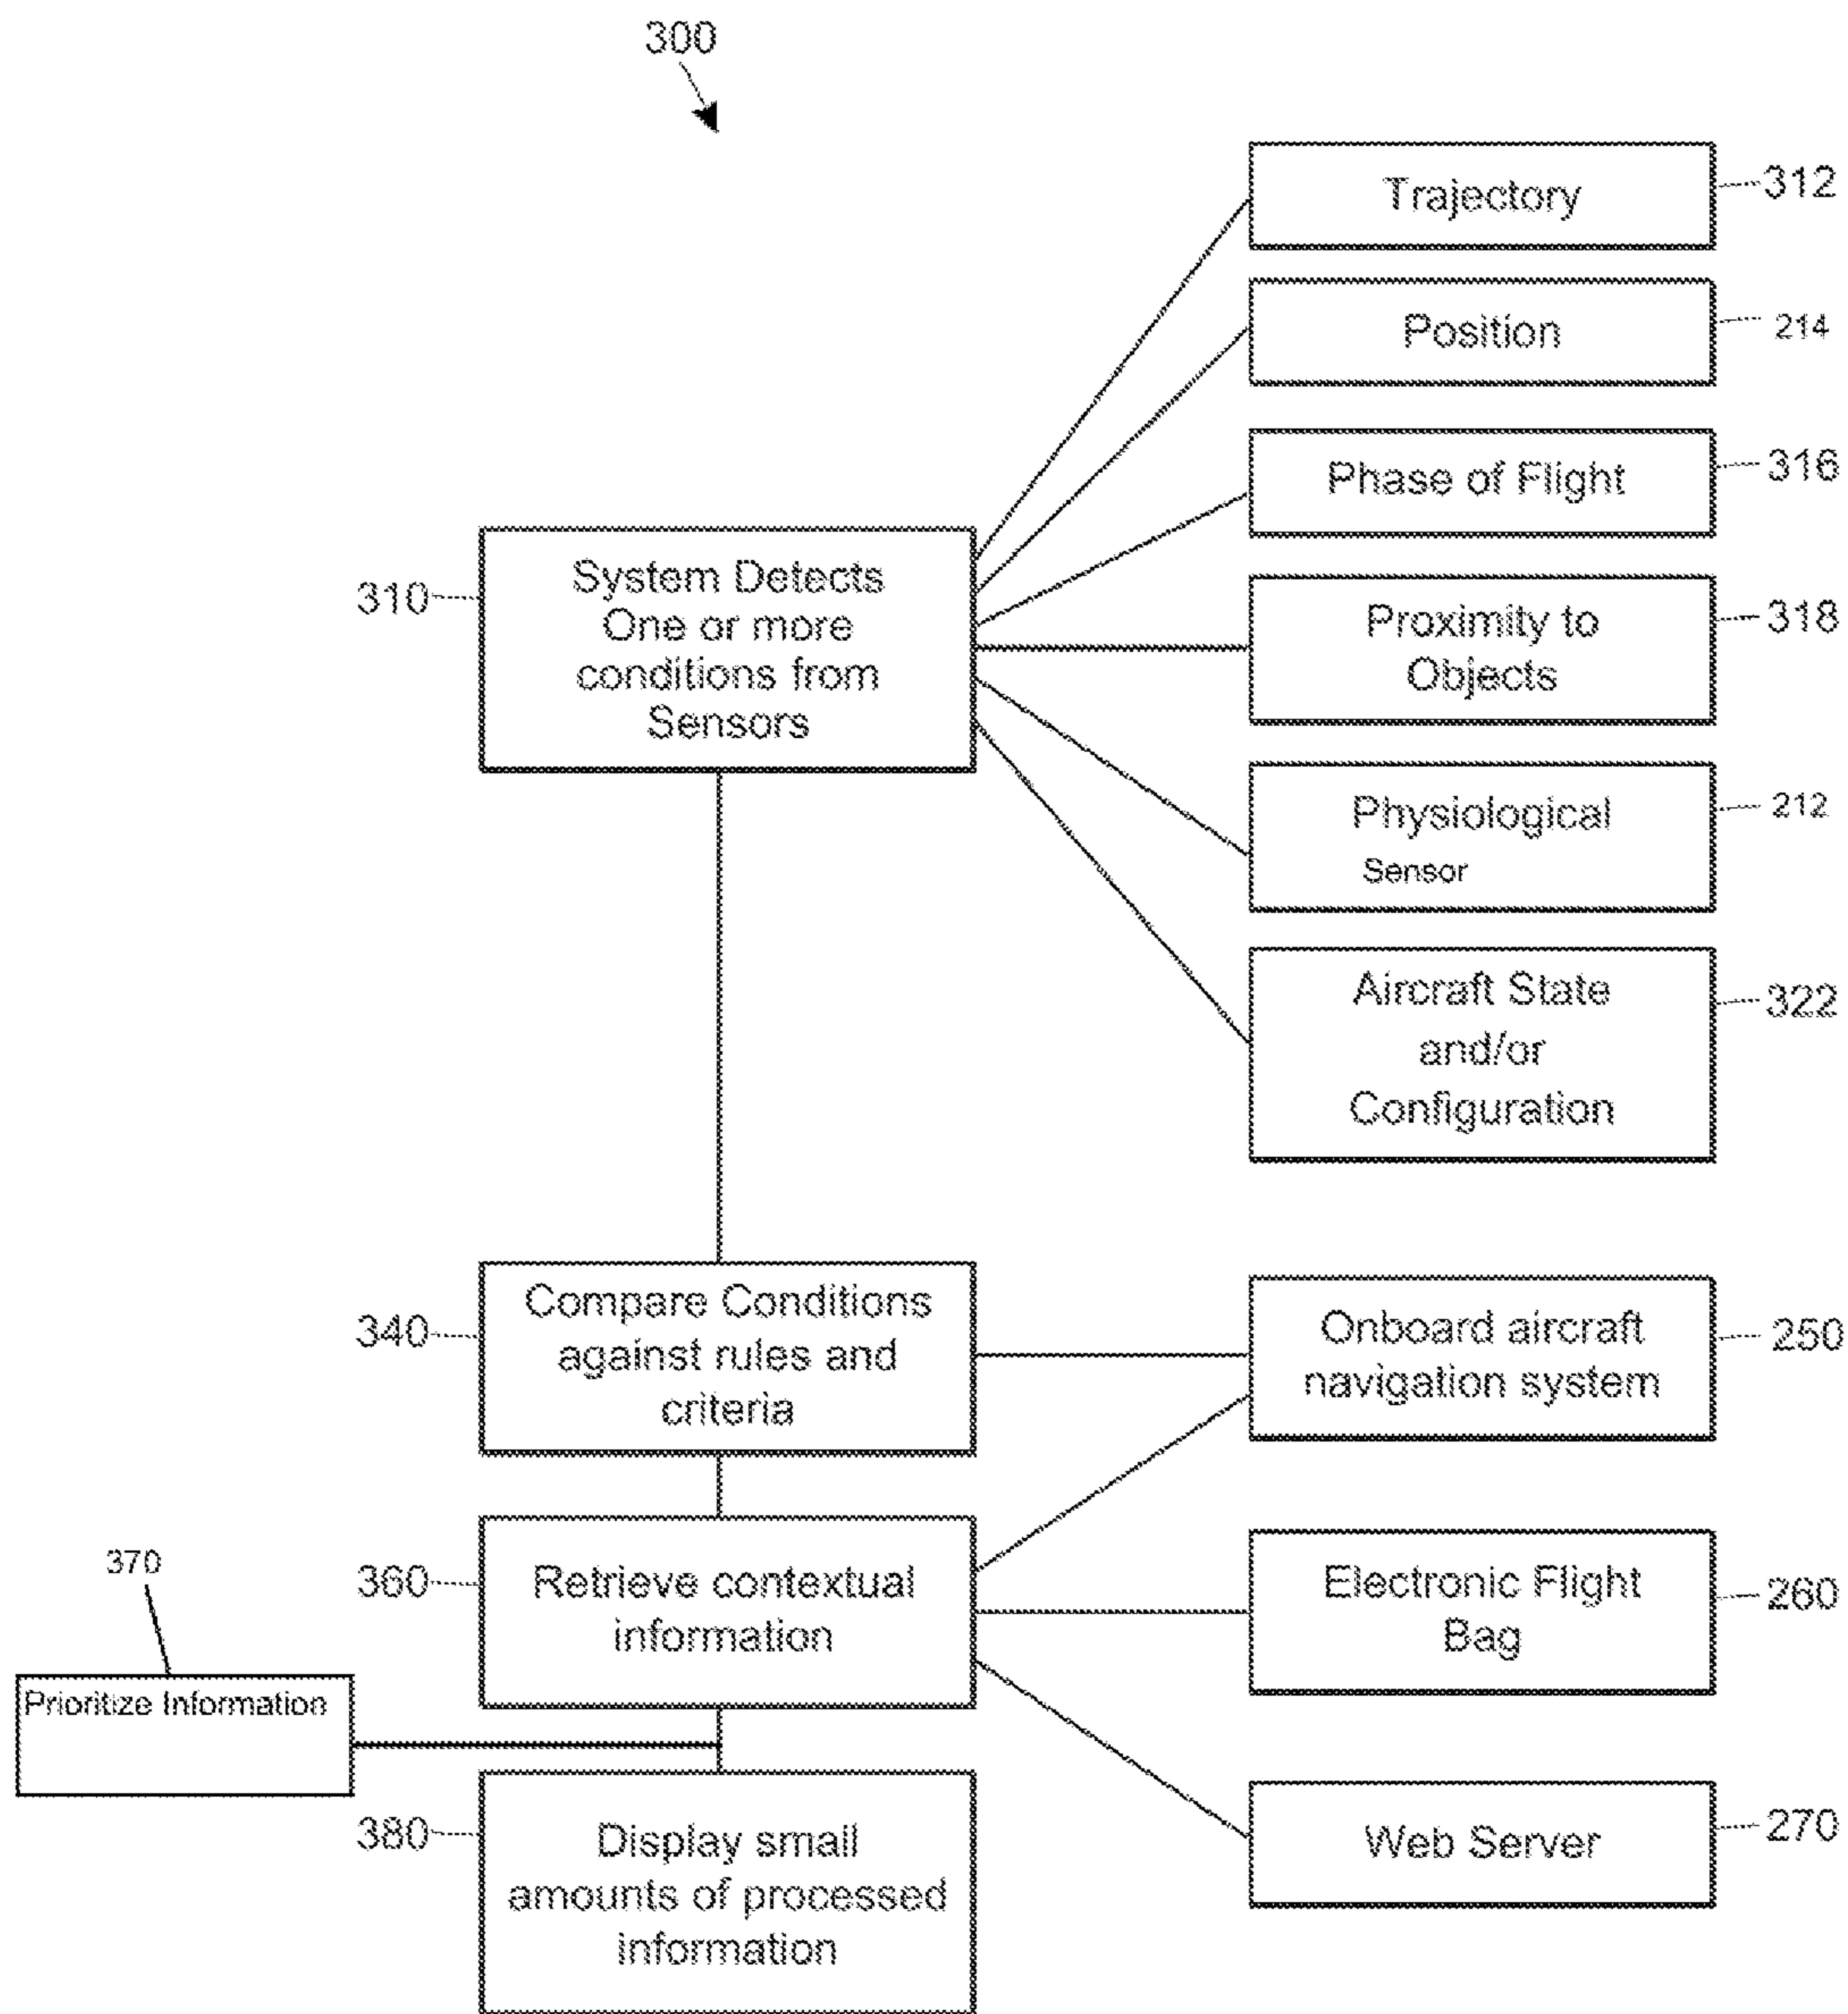 300
Trajectory
312
Position
214
Phase of Flight
316
310
System Detects
One or more
conditions from
Sensors
Proximity to
Objects
318
Physiological
Sensor
212
Aircraft State
and/or
Configuration
322
340
Compare Conditions
against rules and
criteria
Onboard aircraft
navigation system
250
370
Prioritize Information
360
Retrieve contextual
information
Electronic Flight
Bag
260
380
Display small
amounts of processed
information
Web Server
270